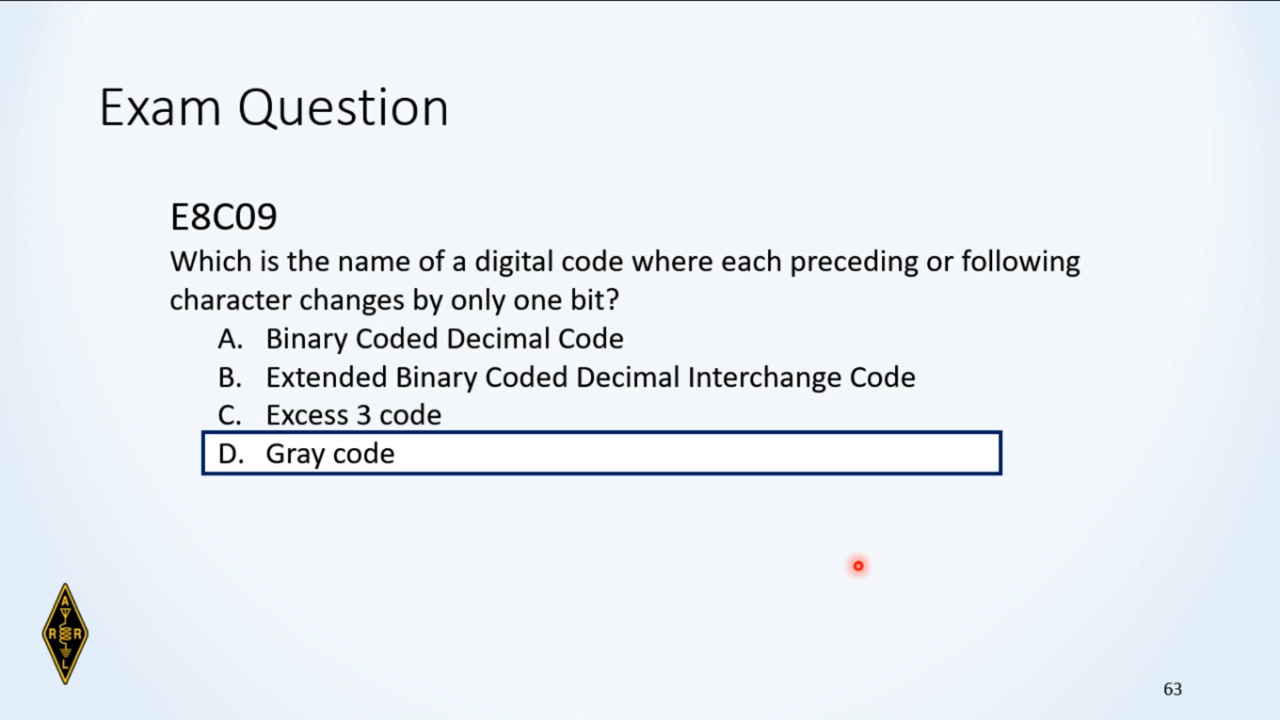 Exam Question
E8C09
Which is the name of a digital code where each preceding or following
character changes by only one bit?
A. Binary Coded Decimal Code
B. Extended Binary Coded Decimal Interchange Code
C. Excess 3 code
D. Gray code
A
R R
L
63